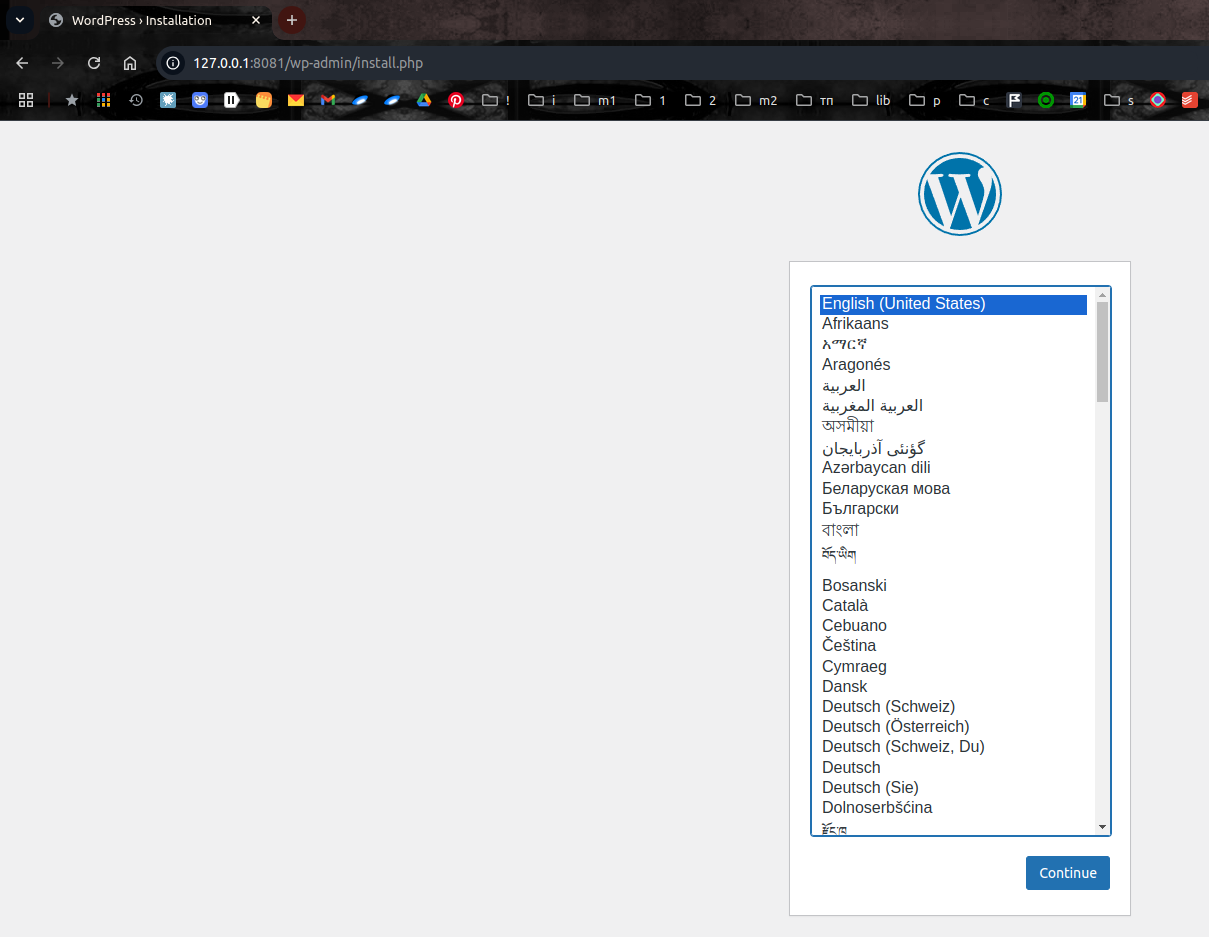 WordPress › Installation
127.0.0.1:8081/wp-admin/install.php
! i m1 1 2 m2 тп lib p c 21 s
English (United States)
Afrikaans
አማርኛ
Aragonés
العربية
العربية المغربية
অসমীয়া
گؤنئی آذربایجان
Azərbaycan dili
Беларуская мова
Български
বাংলা
བོད་ཡིག
Bosanski
Català
Cebuano
Čeština
Cymraeg
Dansk
Deutsch (Schweiz)
Deutsch (Österreich)
Deutsch (Schweiz, Du)
Deutsch
Deutsch (Sie)
Dolnoserbšćina
རྫོང་ཁ
Continue